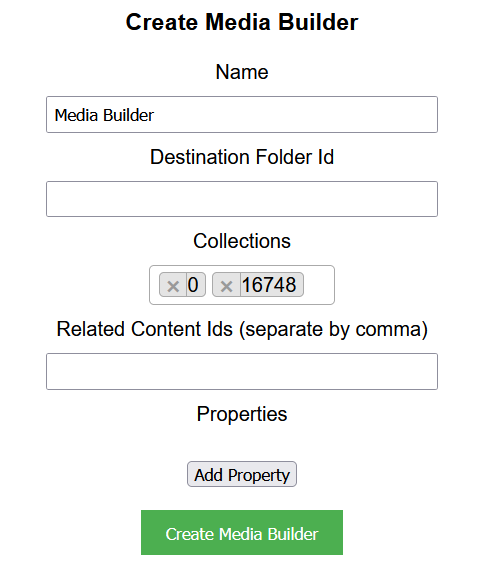 Create Media Builder
Name
Media Builder
Destination Folder Id
Collections
× 0 × 16748
Related Content Ids (separate by comma)
Properties
Add Property
Create Media Builder